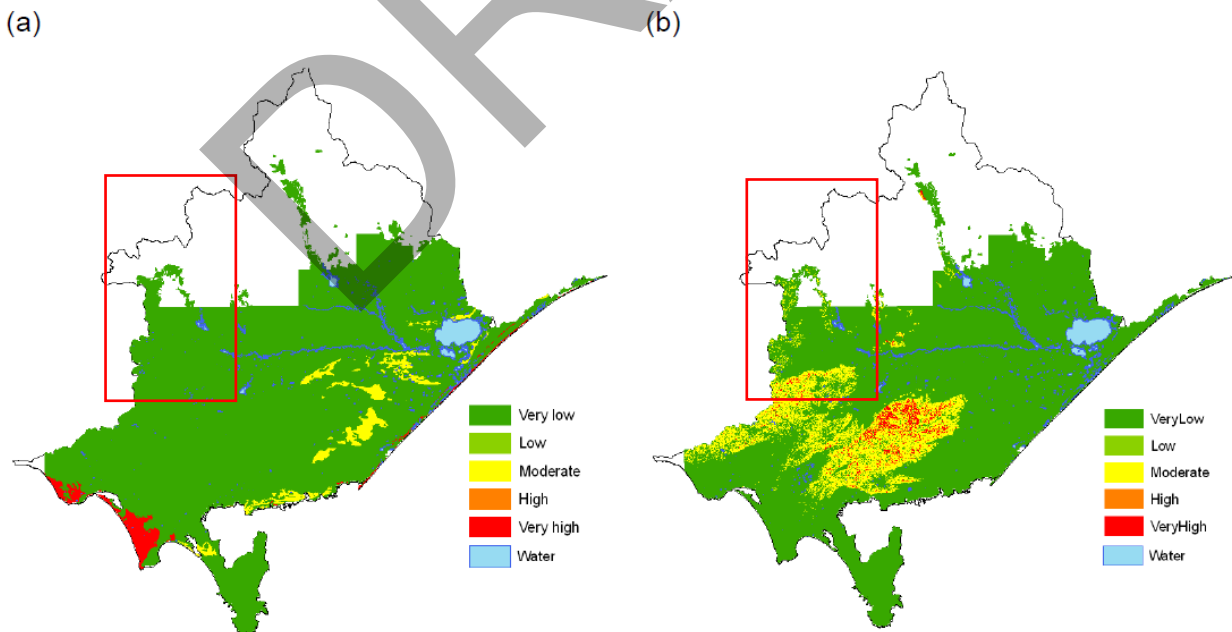 (a)
(b)
Very low
Low
Moderate
High
Very high
Water
VeryLow
Low
Moderate
High
VeryHigh
Water